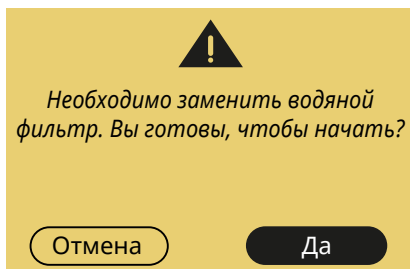 Необходимо заменить водяной
фильтр. Вы готовы, чтобы начать?
Отмена
Да